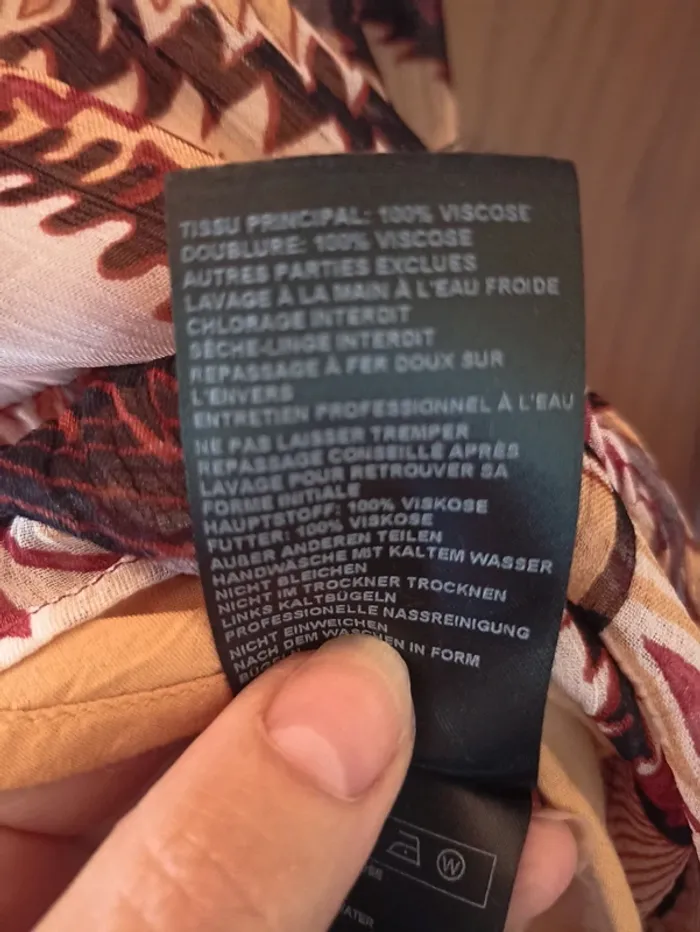 TISSU PRINCIPAL: 100% VISCOSE
DOUBLURE: 100% VISCOSE
AUTRES PARTIES EXCLUES
LAVAGE À LA MAIN À L'EAU FROIDE
CHLORAGE INTERDIT
SÈCHE-LINGE INTERDIT
REPASSAGE À FER DOUX SUR
L'ENVERS
ENTRETIEN PROFESSIONNEL À L'EAU
NE PAS LAISSER TREMPER
REPASSAGE CONSEILLÉ APRÈS
LAVAGE POUR RETROUVER SA
FORME INITIALE
HAUPTSTOFF: 100% VISKOSE
FUTTER: 100% VISKOSE
AUßER ANDEREN TEILEN
HANDWÄSCHE MIT KALTEM WASSER
NICHT BLEICHEN
NICHT IM TROCKNER TROCKNEN
LINKS KALTBÜGELN
PROFESSIONELLE NASSREINIGUNG
NICHT EINWEICHEN
NACH DEM WASCHEN IN FORM
BÜGELN
W